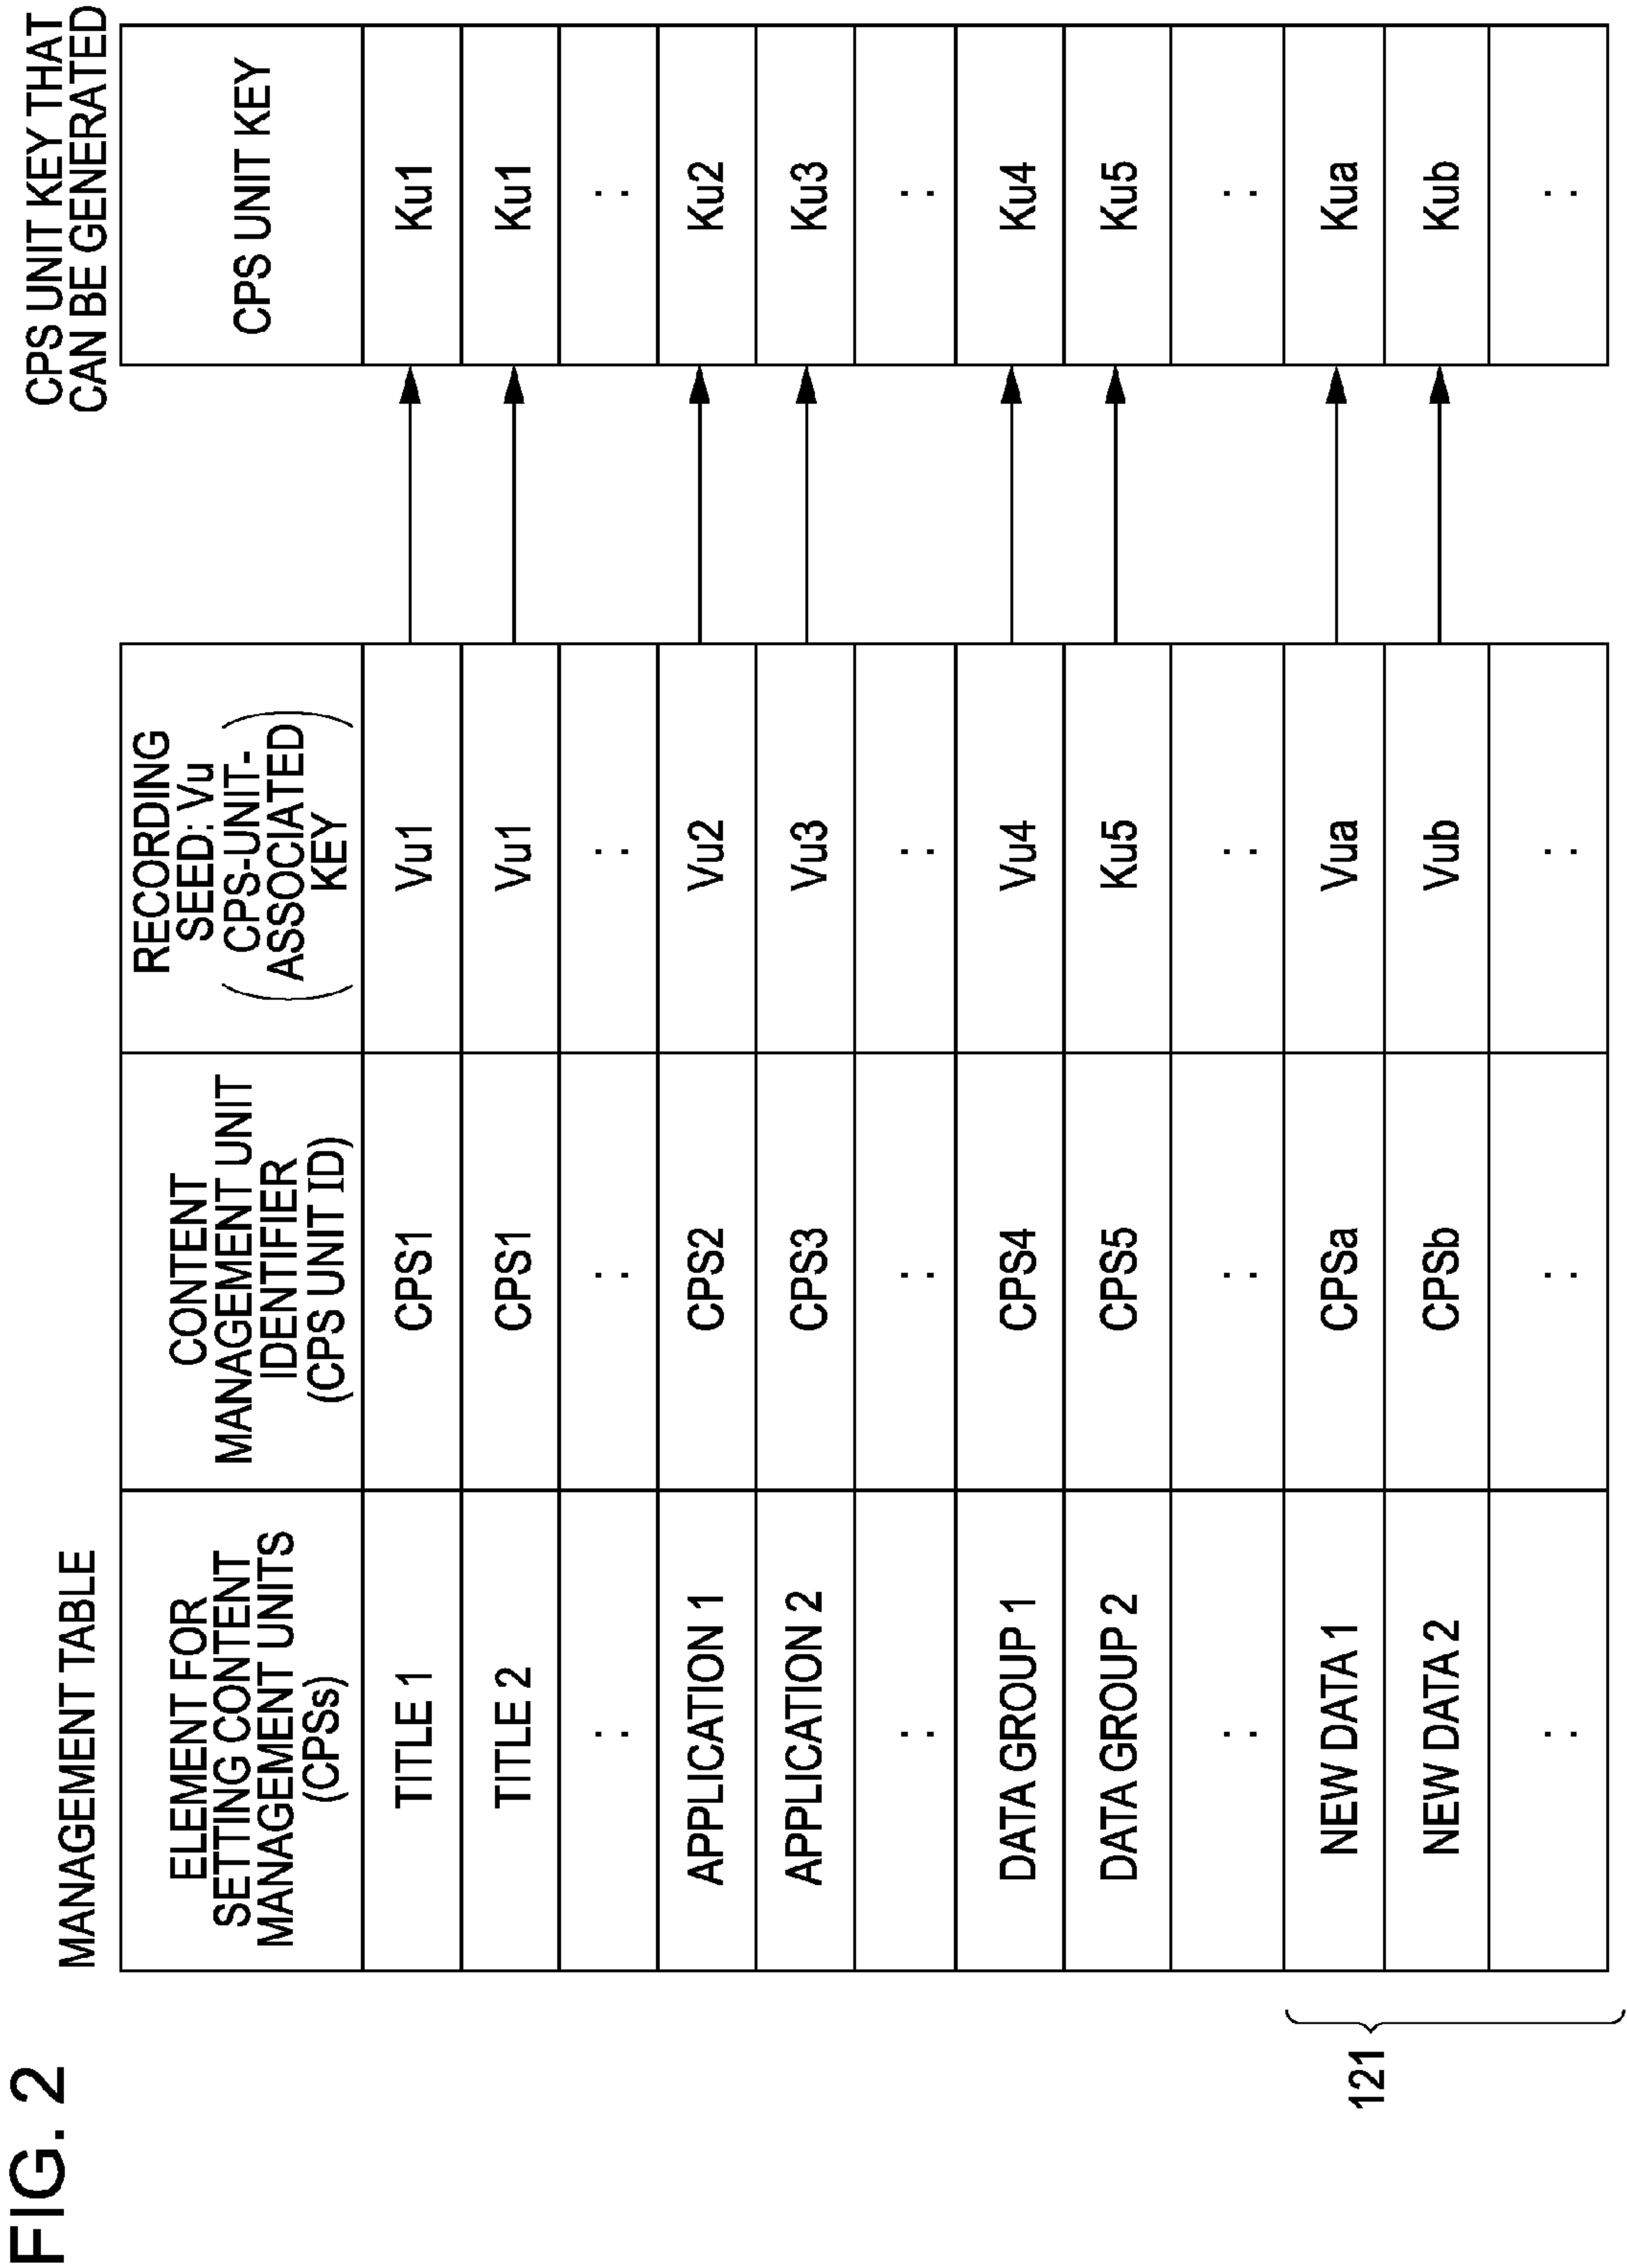 FIG. 2
MANAGEMENT TABLE
CPS UNIT KEY THAT
CAN BE GENERATED
ELEMENT FOR
SETTING CONTENT
MANAGEMENT UNITS
(CPSs)
CONTENT
MANAGEMENT UNIT
IDENTIFIER
(CPS UNIT ID)
RECORDING
SEED: Vu
(CPS-UNIT-
ASSOCIATED
KEY)
CPS UNIT KEY
TITLE 1 CPS1 Vu1 Ku1
TITLE 2 CPS1 Vu1 Ku1
: : : :
APPLICATION 1 CPS2 Vu2 Ku2
APPLICATION 2 CPS3 Vu3 Ku3
: : : :
DATA GROUP 1 CPS4 Vu4 Ku4
DATA GROUP 2 CPS5 Ku5 Ku5
: : : :
121
NEW DATA 1 CPSa Vua Kua
NEW DATA 2 CPSb Vub Kub
: : : :